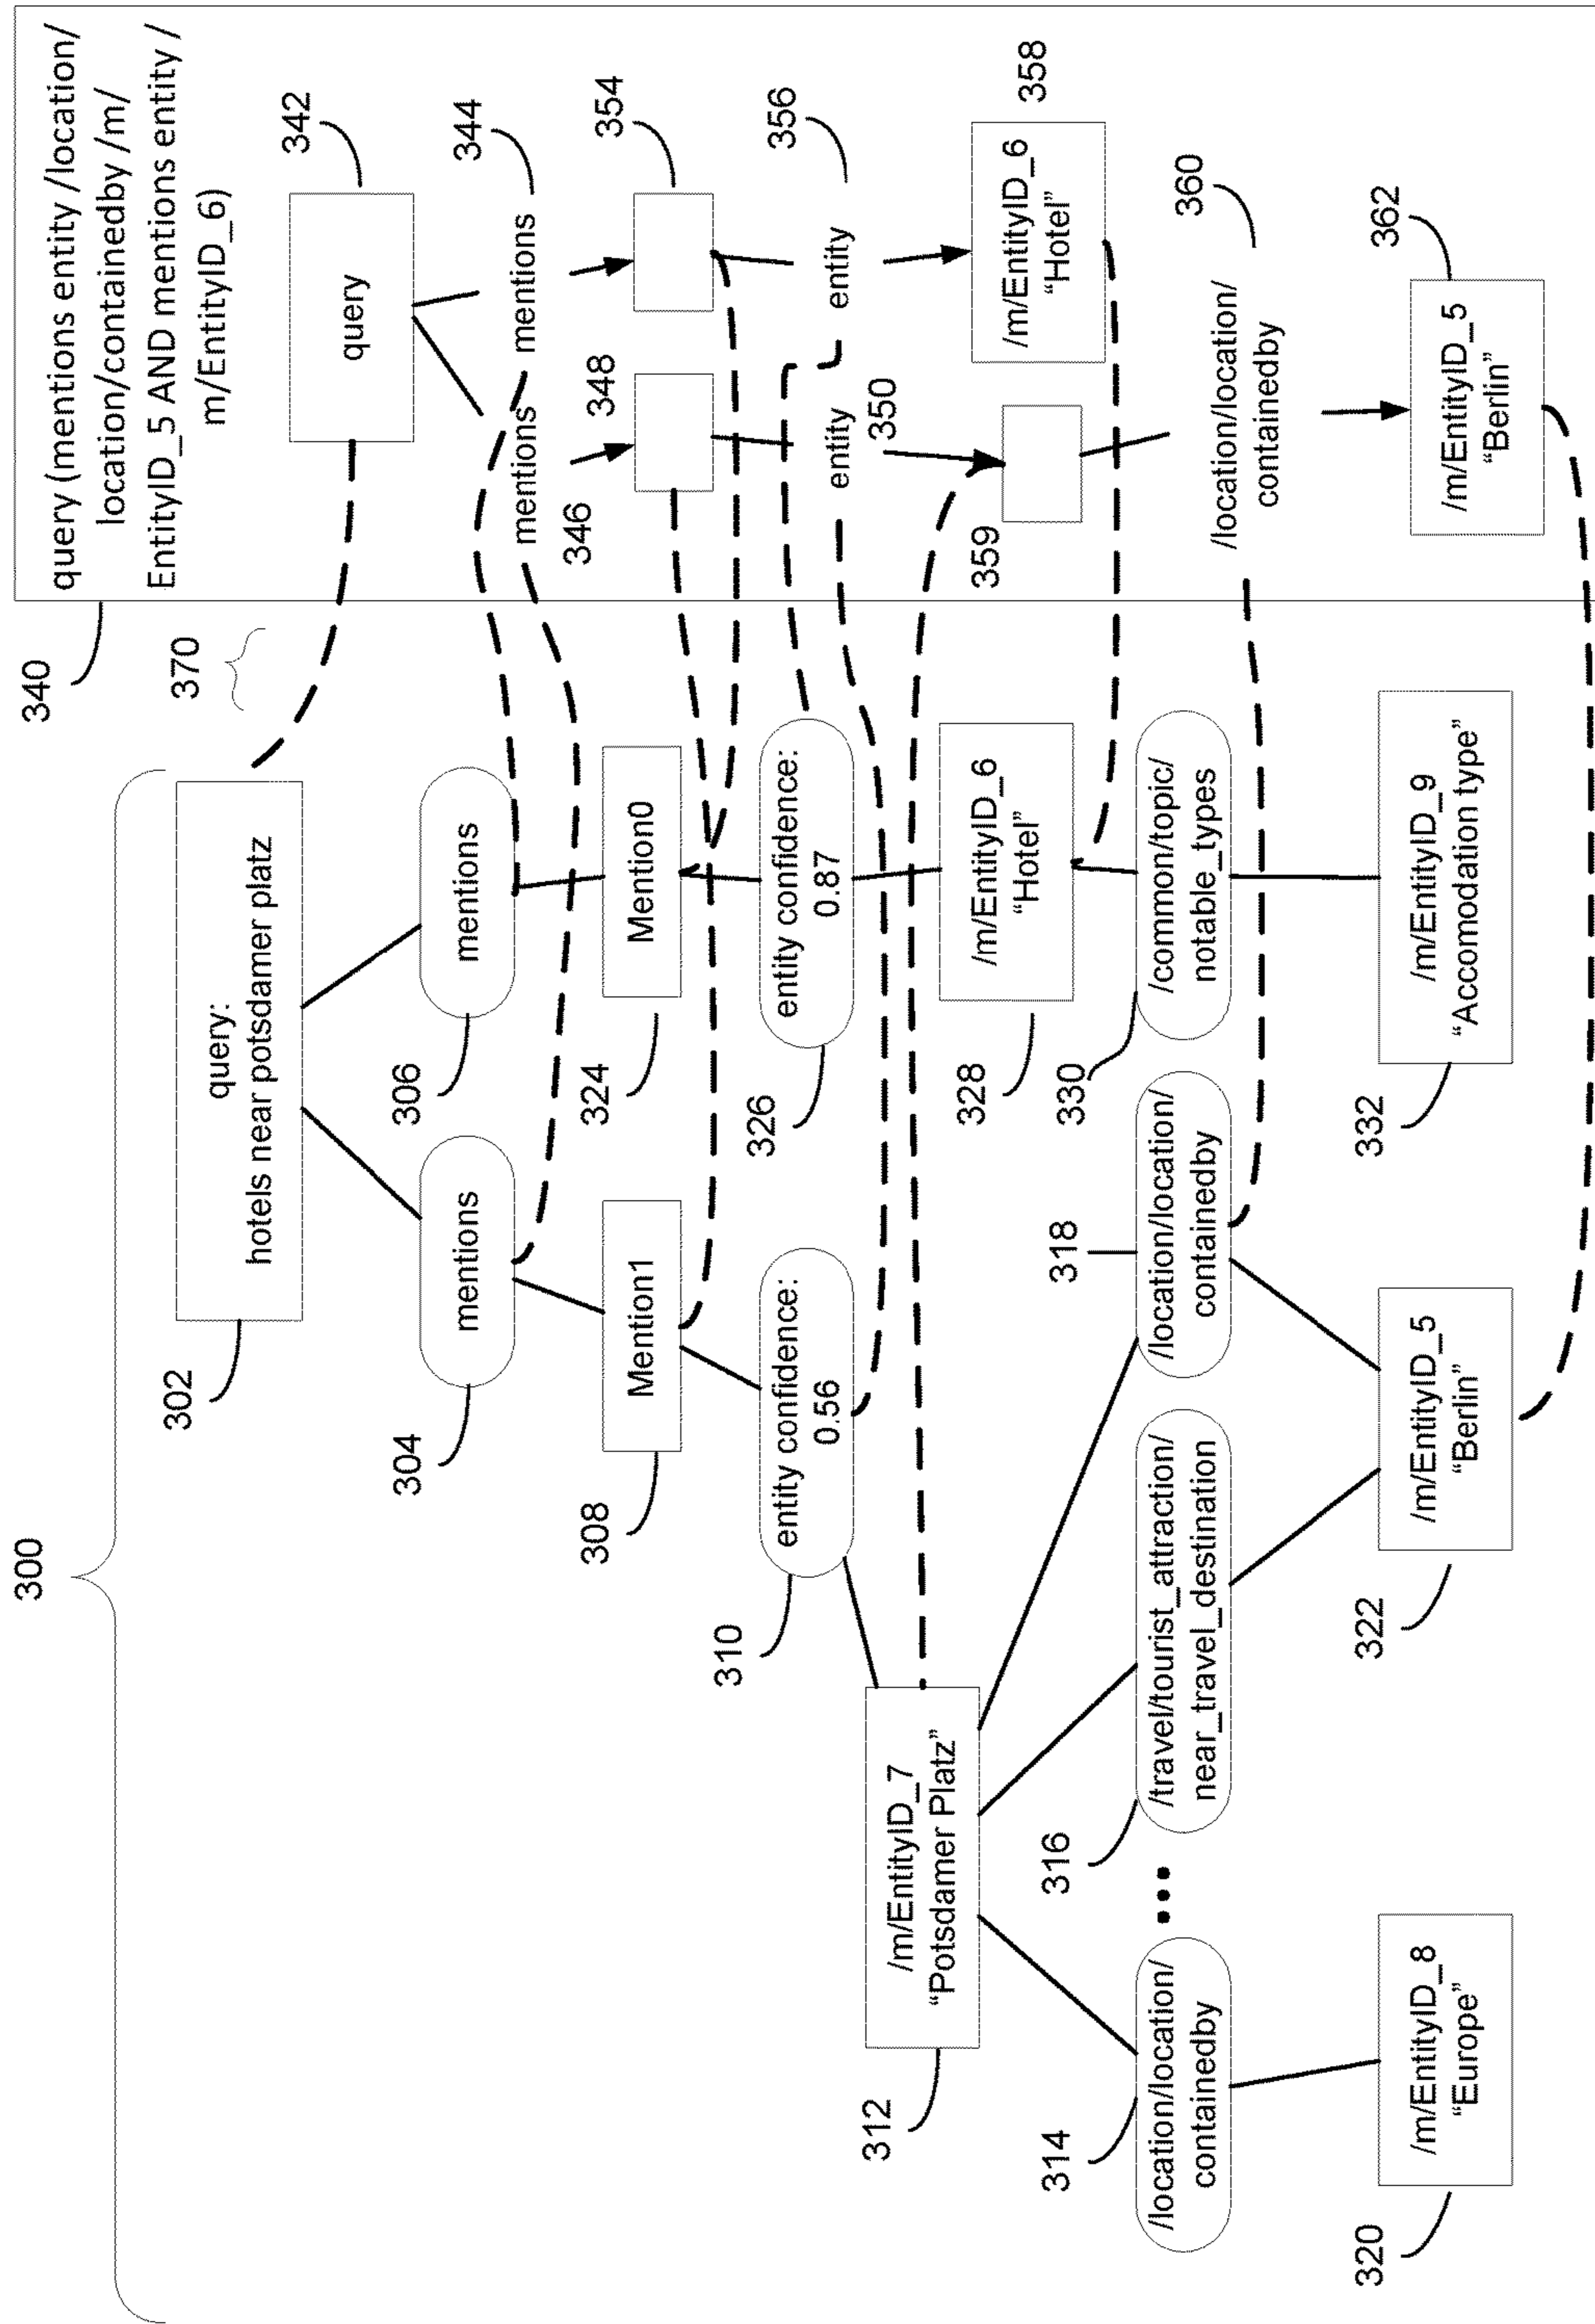 300
340
query (mentions entity /location/
location/containedby /m/
EntityID_5 AND mentions entity /
m/EntityID_6)
370
302
query:
hotels near potsdamer platz
query
342
304
mentions
306
mentions
346
mentions
mentions
344
308
Mention1
324
Mention0
348
354
310
entity confidence:
0.56
326
entity confidence:
0.87
entity
entity
356
350
312
/m/EntityID_7
“Potsdamer Platz”
328
/m/EntityID_6
“Hotel”
359
/m/EntityID_6
“Hotel”
358
314
/location/location/
containedby
•••
316
/travel/tourist_attraction/
near_travel_destination
318
/location/location/
containedby
330
/common/topic/
notable_types
/location/location/
containedby
360
320
/m/EntityID_8
“Europe”
322
/m/EntityID_5
“Berlin”
332
/m/EntityID_9
“Accomodation type”
/m/EntityID_5
“Berlin”
362